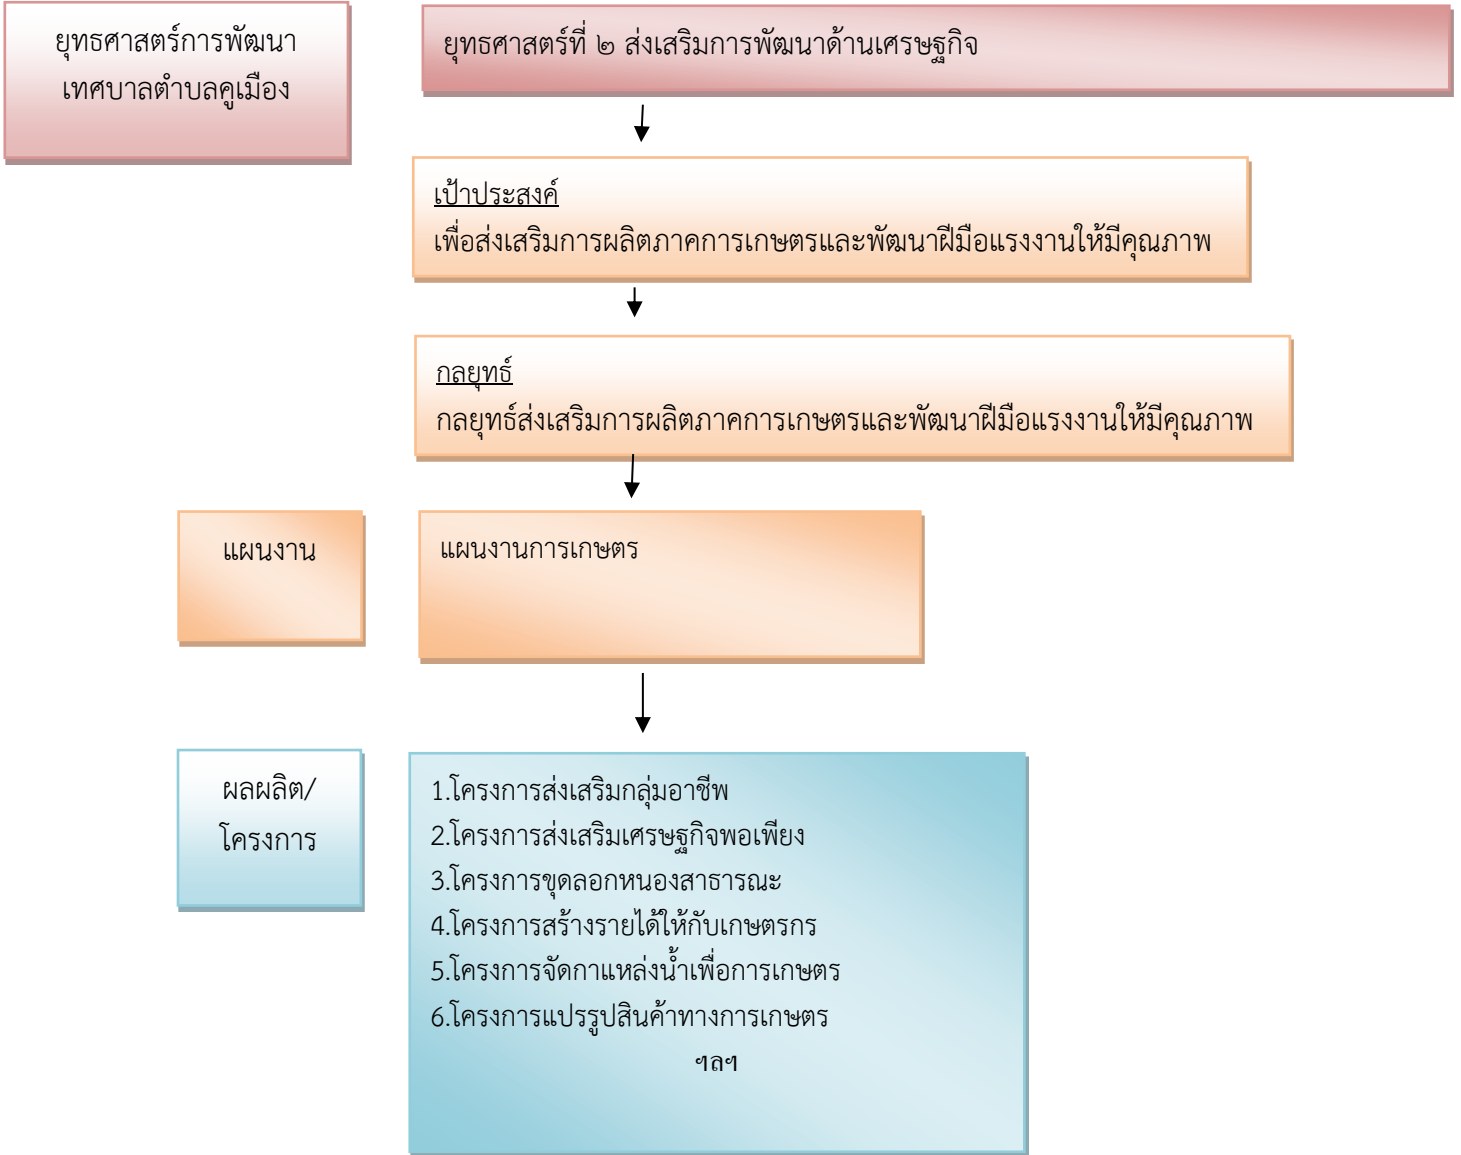 ยุทธศาสตร์การพัฒนา
เทศบาลตำบลคูเมือง
ยุทธศาสตร์ที่ ๒ ส่งเสริมการพัฒนาด้านเศรษฐกิจ
เป้าประสงค์
เพื่อส่งเสริมการผลิตภาคการเกษตรและพัฒนาฝีมือแรงงานให้มีคุณภาพ
กลยุทธ์
กลยุทธ์ส่งเสริมการผลิตภาคการเกษตรและพัฒนาฝีมือแรงงานให้มีคุณภาพ
แผนงาน
แผนงานการเกษตร
ผลผลิต/
โครงการ
1.โครงการส่งเสริมกลุ่มอาชีพ
2.โครงการส่งเสริมเศรษฐกิจพอเพียง
3.โครงการขุดลอกหนองสาธารณะ
4.โครงการสร้างรายได้ให้กับเกษตรกร
5.โครงการจัดกาแหล่งน้ำเพื่อการเกษตร
6.โครงการแปรรูปสินค้าทางการเกษตร
ฯลฯ